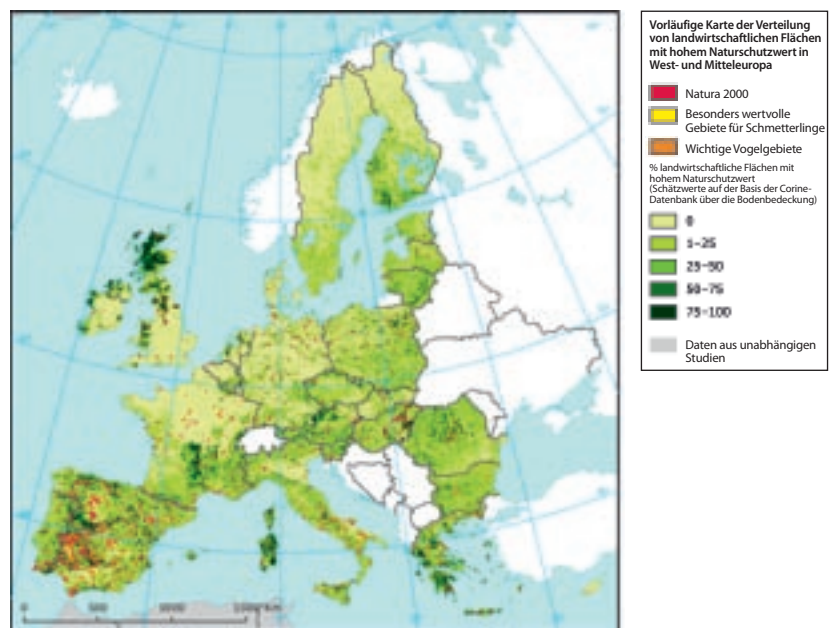 Vorläufige Karte der Verteilung
von landwirtschaftlichen Flächen
mit hohem Naturschutzwert in
West- und Mitteleuropa
Natura 2000
Besonders wertvolle
Gebiete für Schmetterlinge
Wichtige Vogelgebiete
% landwirtschaftliche Flächen mit
hohem Naturschutzwert
(Schätzwerte auf der Basis der Corine-
Datenbank über die Bodenbedeckung)
0
1–25
25–50
50–75
75–100
Daten aus unabhängigen
Studien
0 500 1000